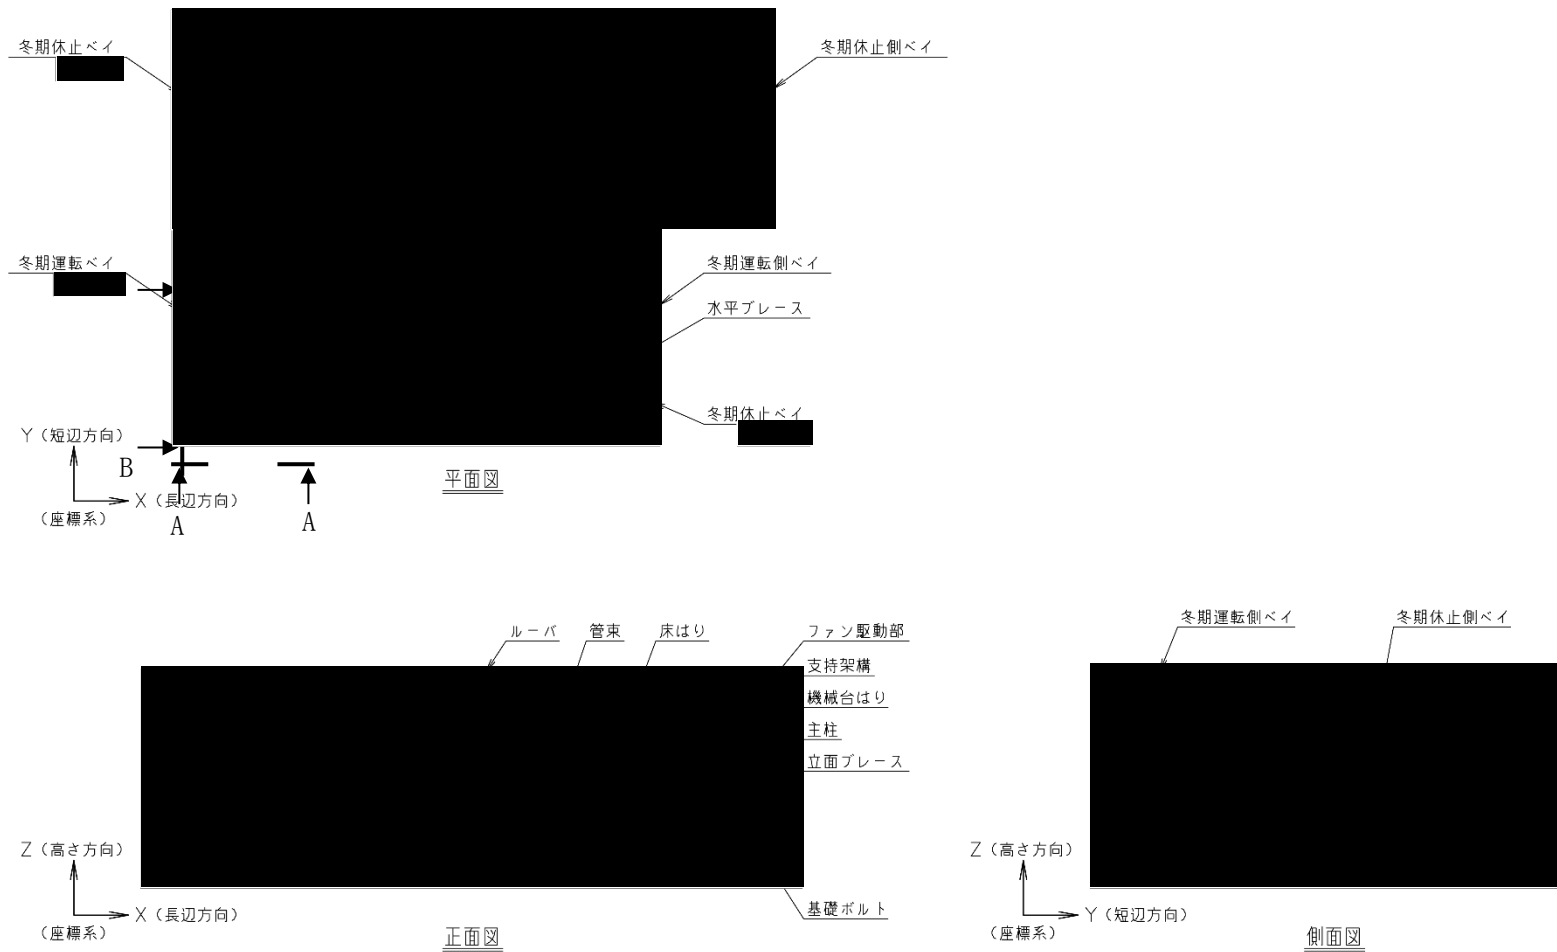 冬期休止ベイ
冬期休止側ベイ
冬期運転ベイ
冬期運転側ベイ
水平ブレース
冬期休止ベイ
Y（短辺方向）
B
X（長辺方向）
（座標系）
A
A
平面図
ルーバ
管束
床はり
ファン駆動部
支持架構
機械台はり
主柱
立面ブレース
Z（高さ方向）
X（長辺方向）
（座標系）
基礎ボルト
正面図
冬期運転側ベイ
冬期休止側ベイ
Z（高さ方向）
Y（短辺方向）
（座標系）
側面図